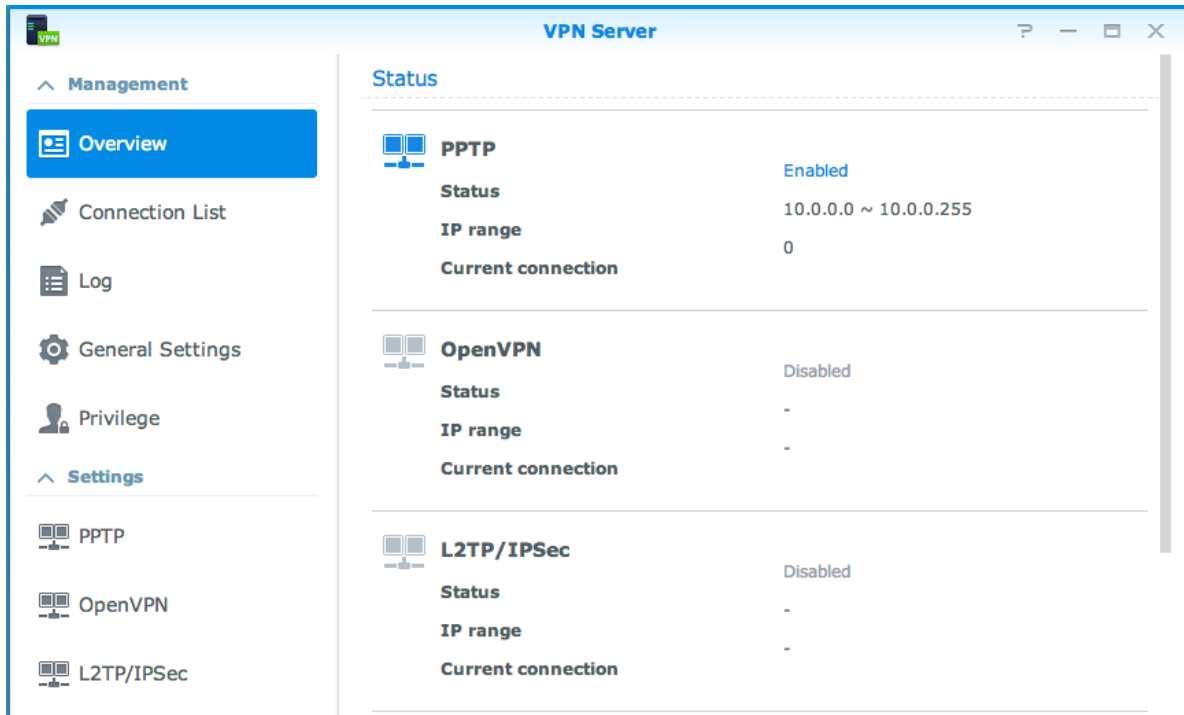 VPN
VPN Server
Management
Overview
Connection List
Log
General Settings
Privilege
Settings
PPTP
OpenVPN
L2TP/IPSec
Status
PPTP
Status
Enabled
IP range
10.0.0.0 ~ 10.0.0.255
Current connection
0
OpenVPN
Status
Disabled
IP range
-
Current connection
-
L2TP/IPSec
Status
Disabled
IP range
-
Current connection
-